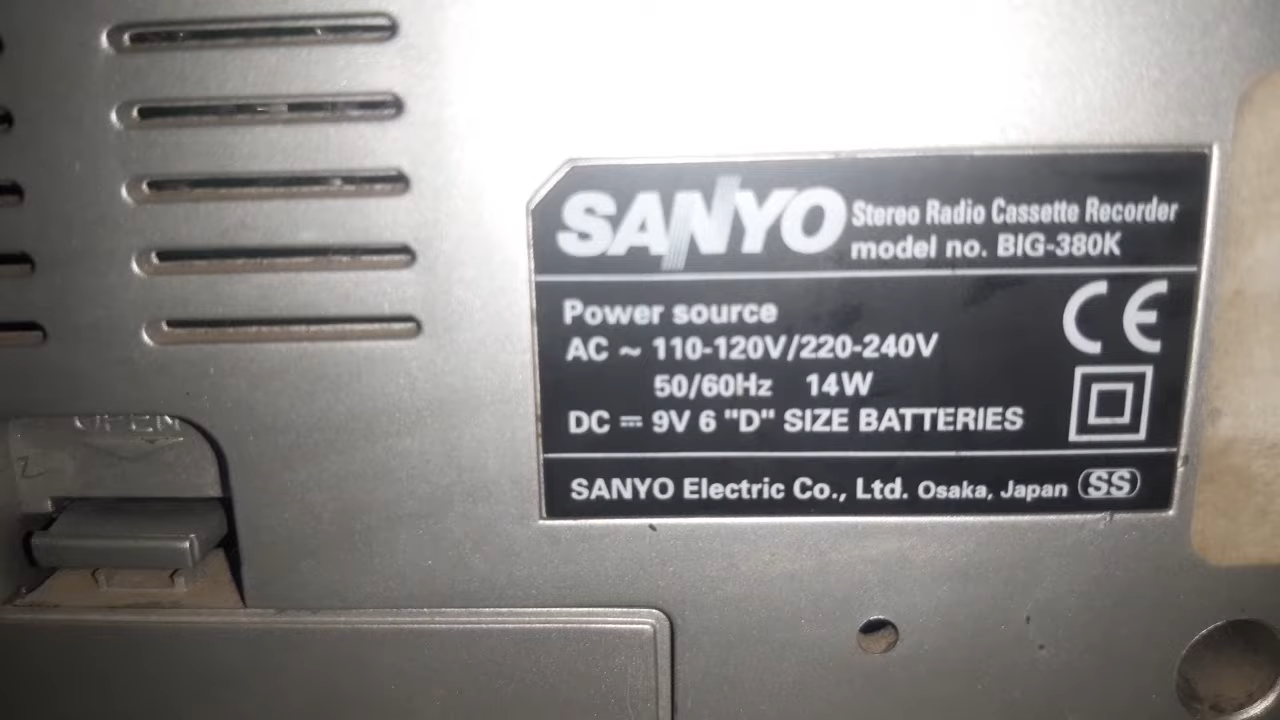 OPEN
SANYO Stereo Radio Cassette Recorder
model no. BIG-380K
Power source
AC ~ 110-120V/220-240V
50/60Hz 14W
DC ⎓ 9V 6 "D" SIZE BATTERIES
CE
SANYO Electric Co., Ltd. Osaka, Japan SS